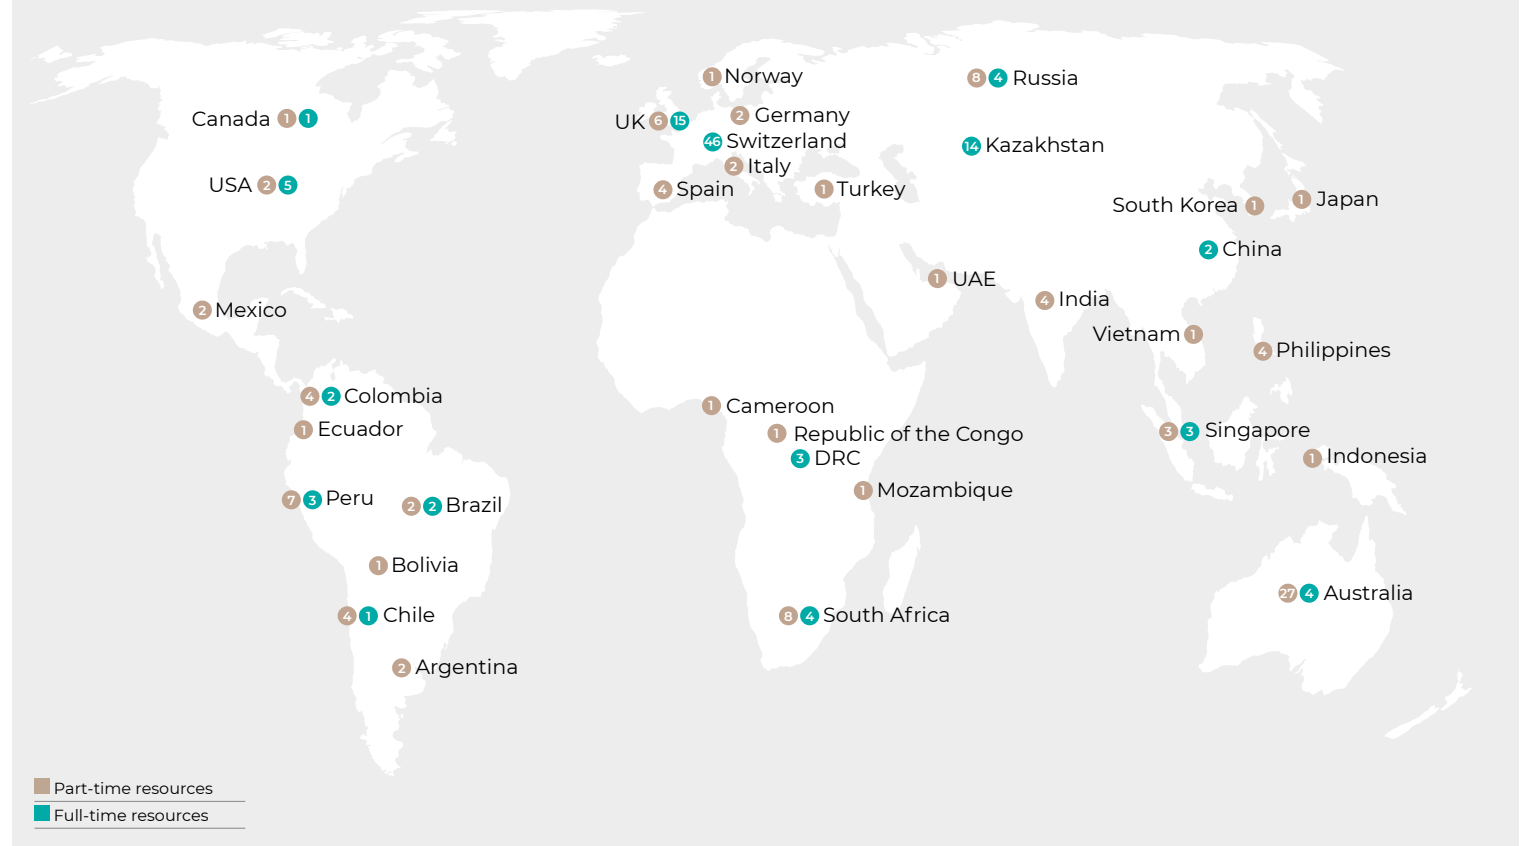 1 Norway
8 4 Russia
Canada 1 1
UK 6 15
2 Germany
46 Switzerland
14 Kazakhstan
2 Italy
USA 2 5
4 Spain
1 Turkey
South Korea 1
1 Japan
2 China
1 UAE
4 India
2 Mexico
Vietnam 1
4 Philippines
4 2 Colombia
1 Cameroon
1 Ecuador
1 Republic of the Congo
3 3 Singapore
3 DRC
1 Indonesia
1 Mozambique
7 3 Peru
2 2 Brazil
1 Bolivia
27 4 Australia
4 1 Chile
8 4 South Africa
2 Argentina
Part-time resources
Full-time resources